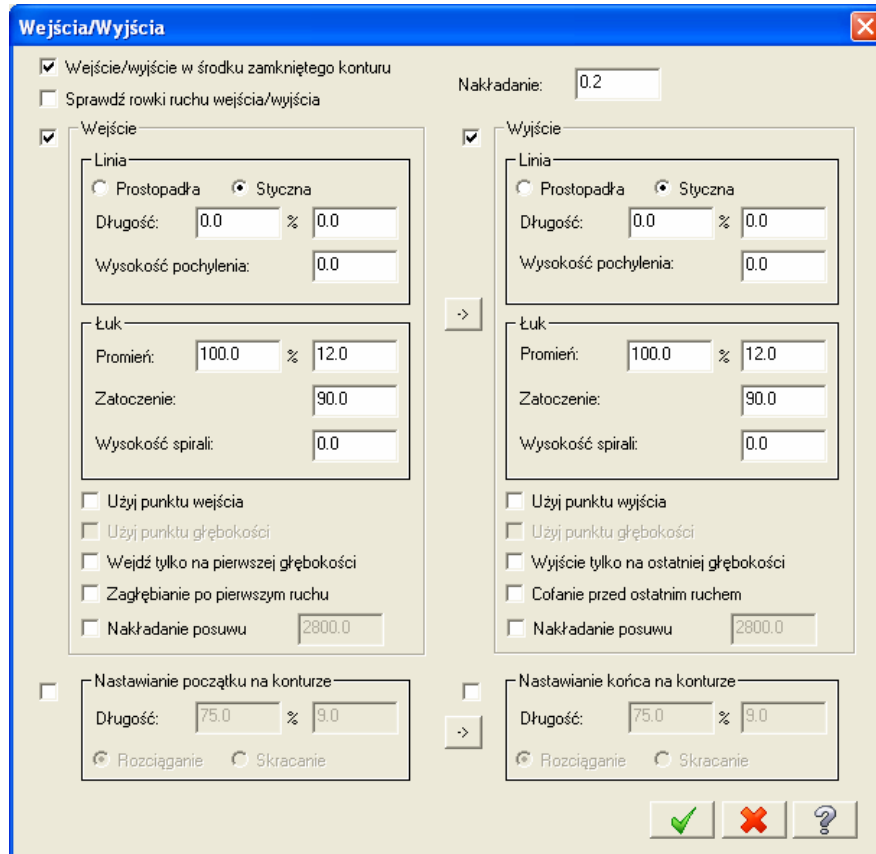 Wejścia/Wyjścia
Wejście/wyjście w środku zamkniętego konturu
Sprawdź rowki ruchu wejścia/wyjścia
Nakładanie: 0.2
Wejście
Linia
Prostopadła Styczna
Długość: 0.0 % 0.0
Wysokość pochylenia: 0.0
Łuk
Promień: 100.0 % 12.0
Zatoczenie: 90.0
Wysokość spirali: 0.0
Użyj punktu wejścia
Użyj punktu głębokości
Wejdź tylko na pierwszej głębokości
Zagłębianie po pierwszym ruchu
Nakładanie posuwu 2800.0
Nastawianie początku na konturze
Długość: 75.0 % 9.0
Rozciąganie Skracanie
->
->
Wyjście
Linia
Prostopadła Styczna
Długość: 0.0 % 0.0
Wysokość pochylenia: 0.0
Łuk
Promień: 100.0 % 12.0
Zatoczenie: 90.0
Wysokość spirali: 0.0
Użyj punktu wyjścia
Użyj punktu głębokości
Wyjście tylko na ostatniej głębokości
Cofanie przed ostatnim ruchem
Nakładanie posuwu 2800.0
Nastawianie końca na konturze
Długość: 75.0 % 9.0
Rozciąganie Skracanie